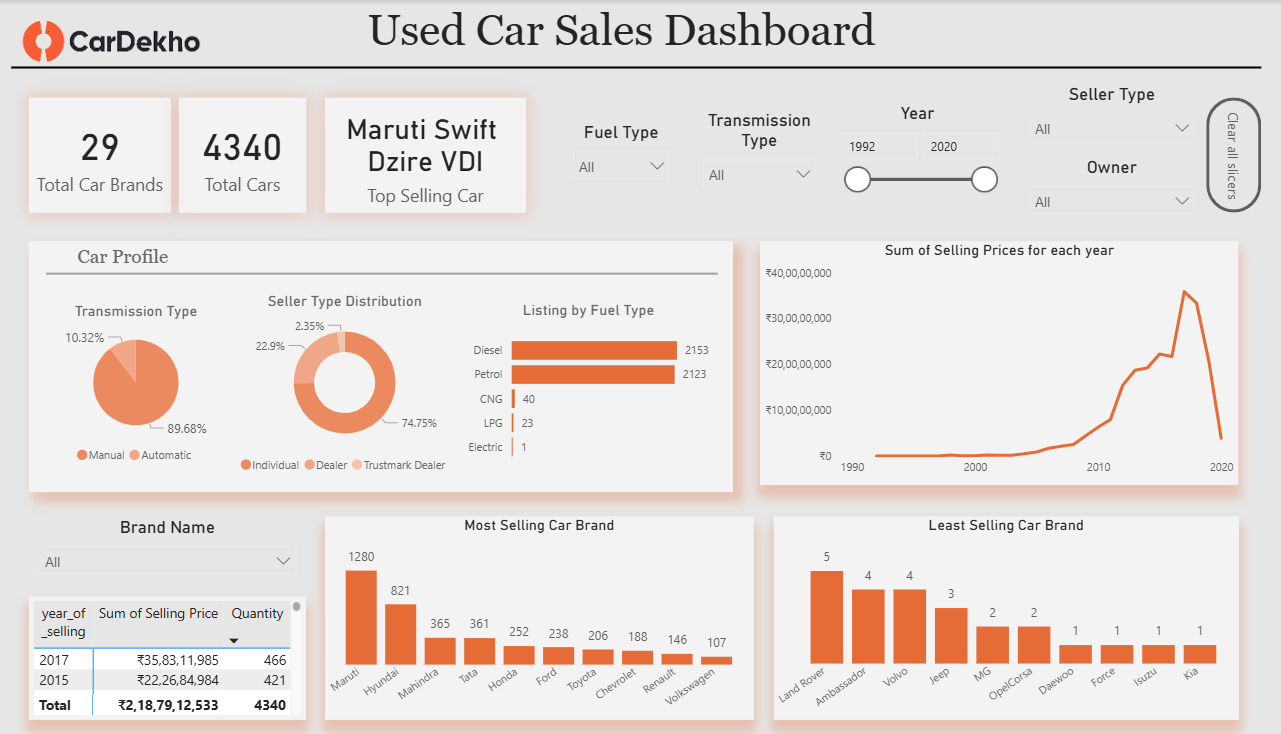 CarDekho
Used Car Sales Dashboard
29
Total Car Brands
4340
Total Cars
Maruti Swift
Dzire VDI
Top Selling Car
Fuel Type
All
Transmission
Type
All
Year
1992
2020
Seller Type
All
Owner
All
Clear all slicers
Car Profile
Transmission Type
10.32%
89.68%
Manual
Automatic
Seller Type Distribution
2.35%
22.9%
74.75%
Individual
Dealer
Trustmark Dealer
Listing by Fuel Type
Diesel 2153
Petrol 2123
CNG 40
LPG 23
Electric 1
Sum of Selling Prices for each year
₹40,00,00,000
₹30,00,00,000
₹20,00,00,000
₹10,00,00,000
₹0
1990 2000 2010 2020
Brand Name
All
year_of
_selling
Sum of Selling Price
Quantity
2017 ₹35,83,11,985 466
2015 ₹22,26,84,984 421
Total ₹2,18,79,12,533 4340
Most Selling Car Brand
1280 821 365 361 252 238 206 188 146 107
Maruti Hyundai Mahindra Tata Honda Ford Toyota Chevrolet Renault Volkswagen
Least Selling Car Brand
5 4 4 3 2 2 1 1 1 1
Land Rover Ambassador Volvo Jeep MG OpelCorsa Daewoo Force Isuzu Kia